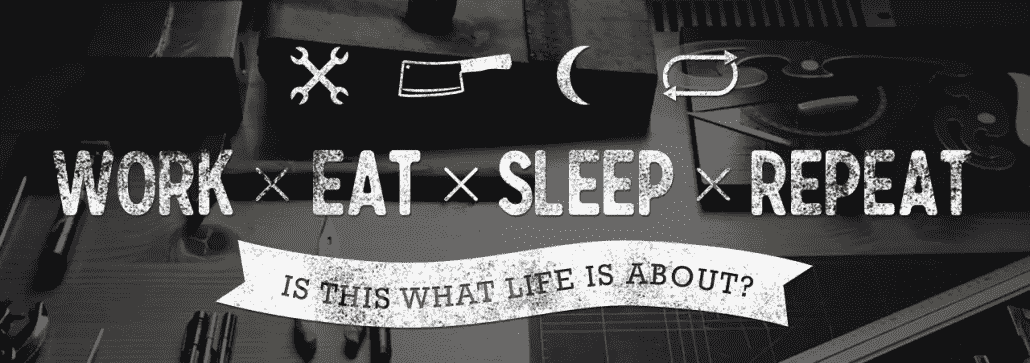 WORK × EAT × SLEEP × REPEAT
IS THIS WHAT LIFE IS ABOUT?